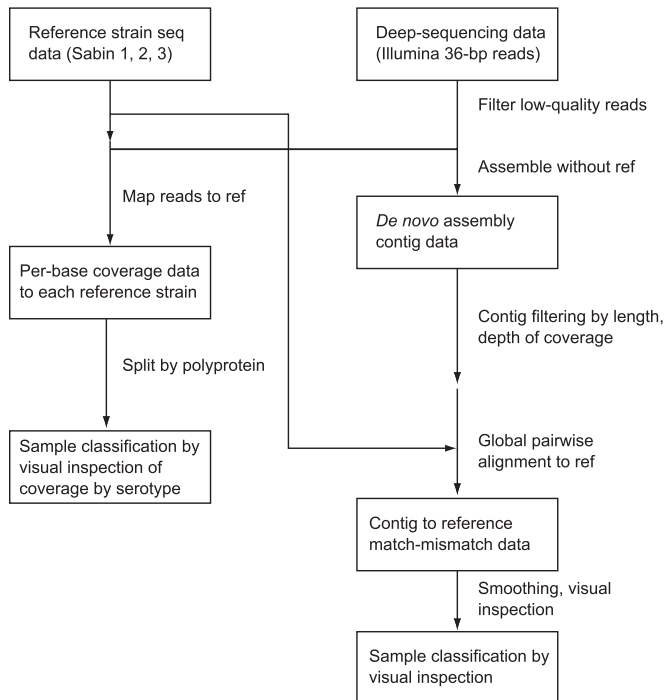 Reference strain seq
data (Sabin 1, 2, 3)
Deep-sequencing data
(Illumina 36-bp reads)
Filter low-quality reads
Assemble without ref
Map reads to ref
De novo assembly
contig data
Per-base coverage data
to each reference strain
Contig filtering by length,
depth of coverage
Split by polyprotein
Sample classification by
visual inspection of
coverage by serotype
Global pairwise
alignment to ref
Contig to reference
match-mismatch data
Smoothing, visual
inspection
Sample classification by
visual inspection